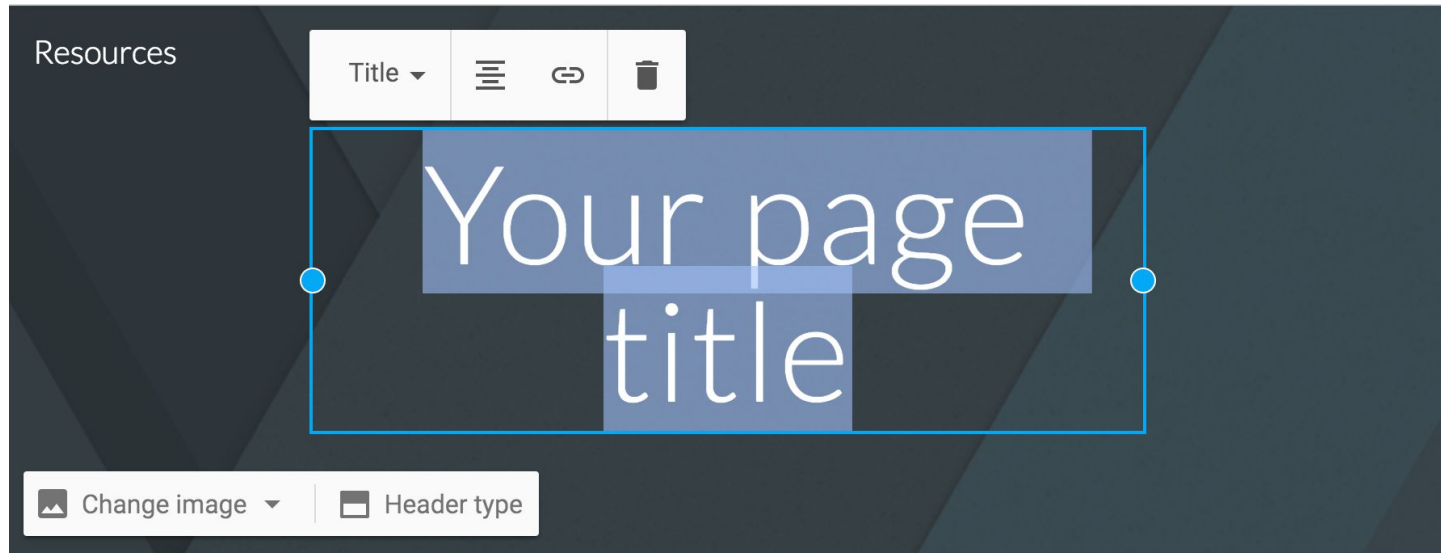 Resources
Title
Your page
title
Change image
Header type